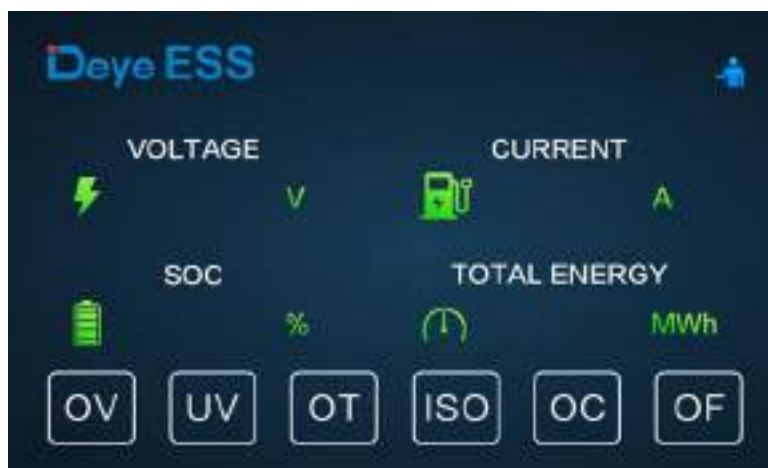 Deye ESS
VOLTAGE CURRENT
V A
SOC TOTAL ENERGY
% MWh
OV UV OT ISO OC OF